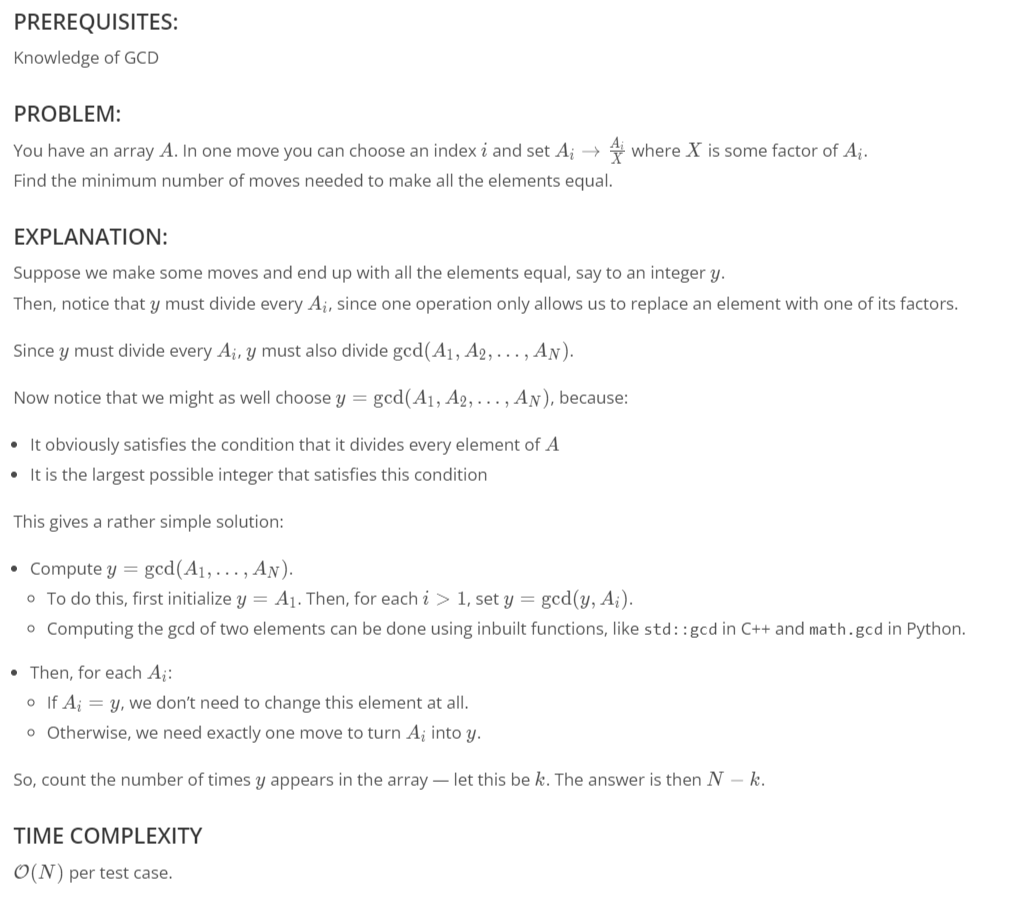 PREREQUISITES:
Knowledge of GCD
PROBLEM:
You have an array A. In one move you can choose an index i and set A_i → A_i/X where X is some factor of A_i.
Find the minimum number of moves needed to make all the elements equal.
EXPLANATION:
Suppose we make some moves and end up with all the elements equal, say to an integer y.
Then, notice that y must divide every A_i, since one operation only allows us to replace an element with one of its factors.
Since y must divide every A_i, y must also divide gcd(A_1, A_2, ..., A_N).
Now notice that we might as well choose y = gcd(A_1, A_2, ..., A_N), because:
• It obviously satisfies the condition that it divides every element of A
• It is the largest possible integer that satisfies this condition
This gives a rather simple solution:
• Compute y = gcd(A_1, ..., A_N).
◦ To do this, first initialize y = A_1. Then, for each i > 1, set y = gcd(y, A_i).
◦ Computing the gcd of two elements can be done using inbuilt functions, like std::gcd in C++ and math.gcd in Python.
• Then, for each A_i:
◦ If A_i = y, we don't need to change this element at all.
◦ Otherwise, we need exactly one move to turn A_i into y.
So, count the number of times y appears in the array — let this be k. The answer is then N − k.
TIME COMPLEXITY
O(N) per test case.